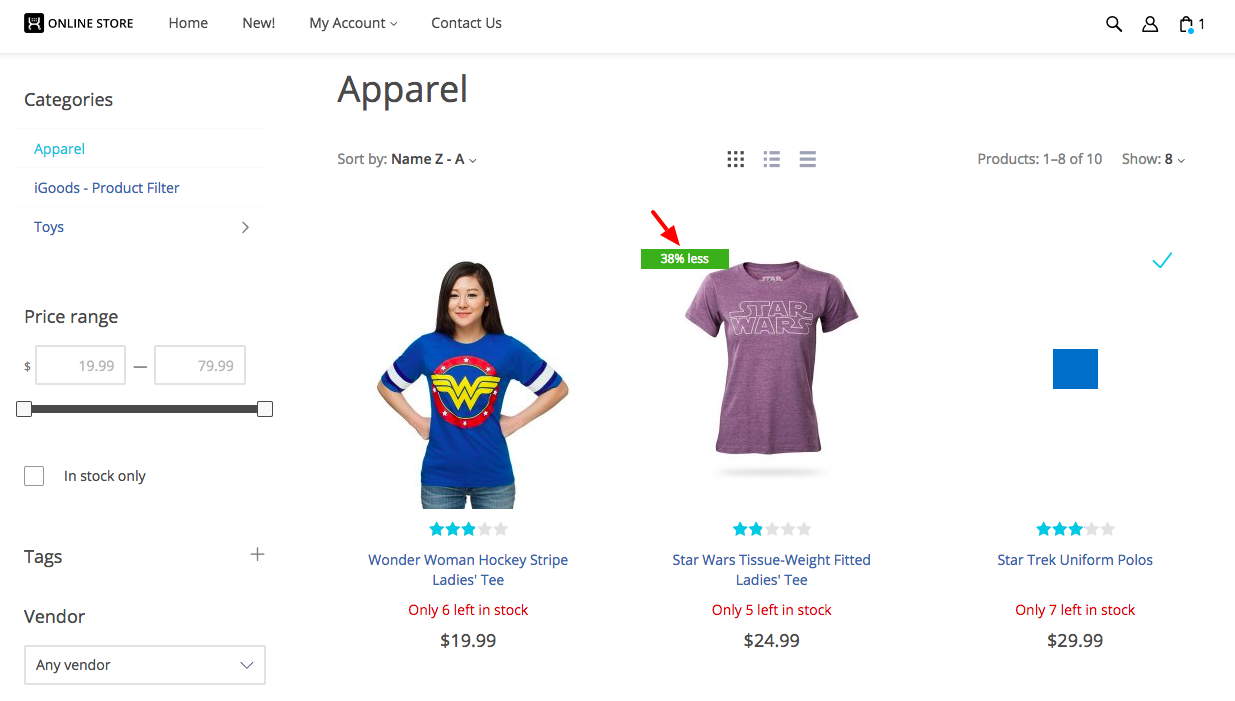 ONLINE STORE
Home
New!
My Account
Contact Us
1
Categories
Apparel
iGoods - Product Filter
Toys
Price range
$ 19.99 — 79.99
In stock only
Tags
Vendor
Any vendor
Apparel
Sort by: Name Z - A
Products: 1–8 of 10
Show: 8
38% less
STAR
STAR
WARS
Wonder Woman Hockey Stripe
Ladies' Tee
Only 6 left in stock
$19.99
Star Wars Tissue-Weight Fitted
Ladies' Tee
Only 5 left in stock
$24.99
Star Trek Uniform Polos
Only 7 left in stock
$29.99